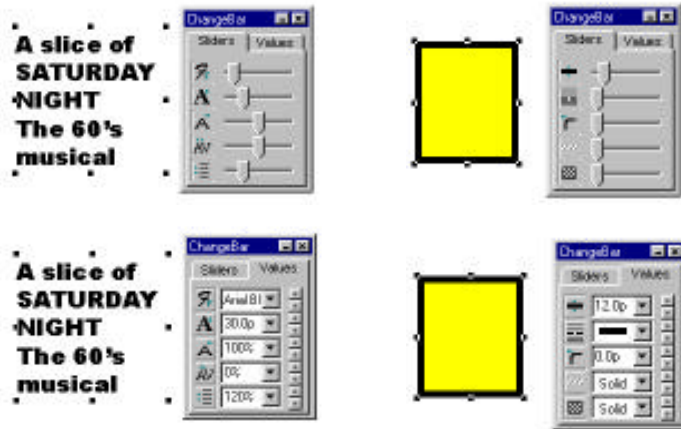 ChangeBar
Sliders Values
A slice of
SATURDAY
NIGHT
The 60's
musical
ChangeBar
Sliders Values
ChangeBar
Sliders Values
Arial Bl
30.0p
100%
0%
120%
A slice of
SATURDAY
NIGHT
The 60's
musical
ChangeBar
Sliders Values
12.0p
0.0p
Solid
Solid